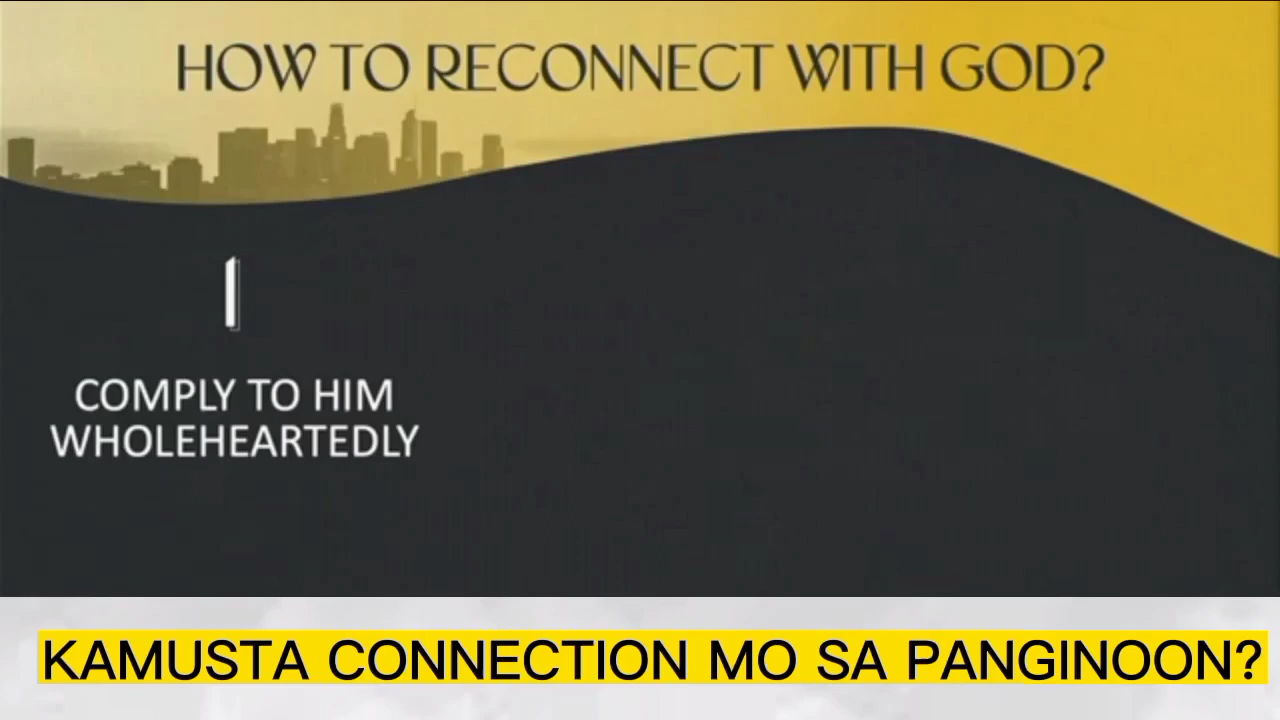 HOW TO RECONNECT WITH GOD?
1
COMPLY TO HIM
WHOLEHEARTEDLY
KAMUSTA CONNECTION MO SA PANGINOON?